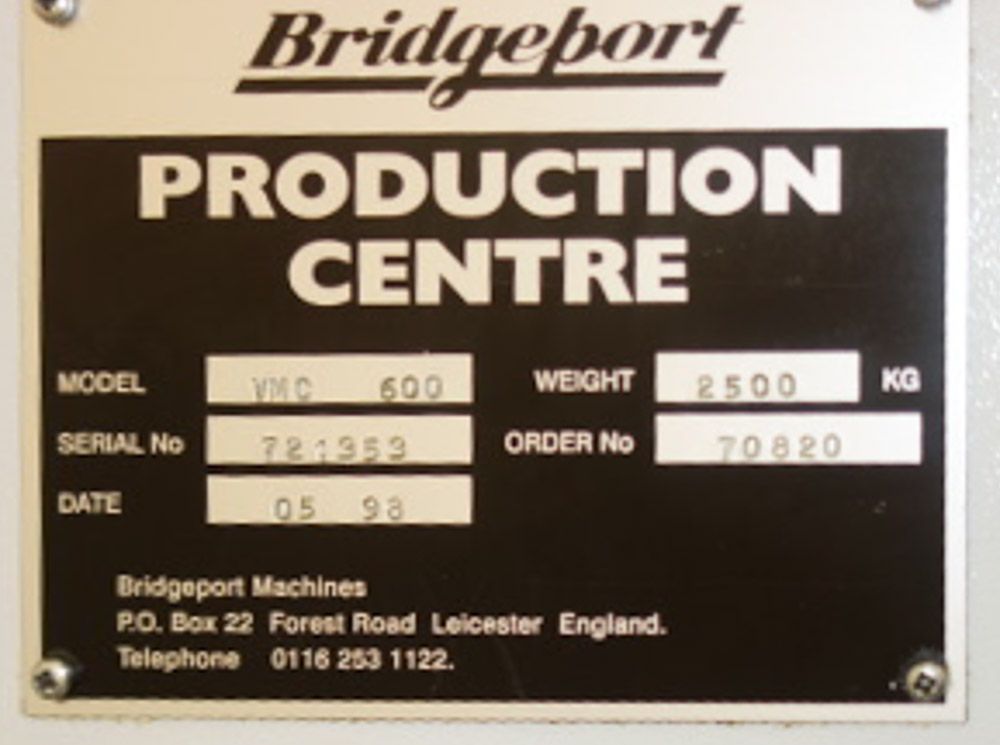 Bridgeport
PRODUCTION
CENTRE
MODEL VMC 600 WEIGHT 2500 KG
SERIAL No 721353 ORDER No 70820
DATE 05 98
Bridgeport Machines
P.O. Box 22 Forest Road Leicester England.
Telephone 0116 253 1122.